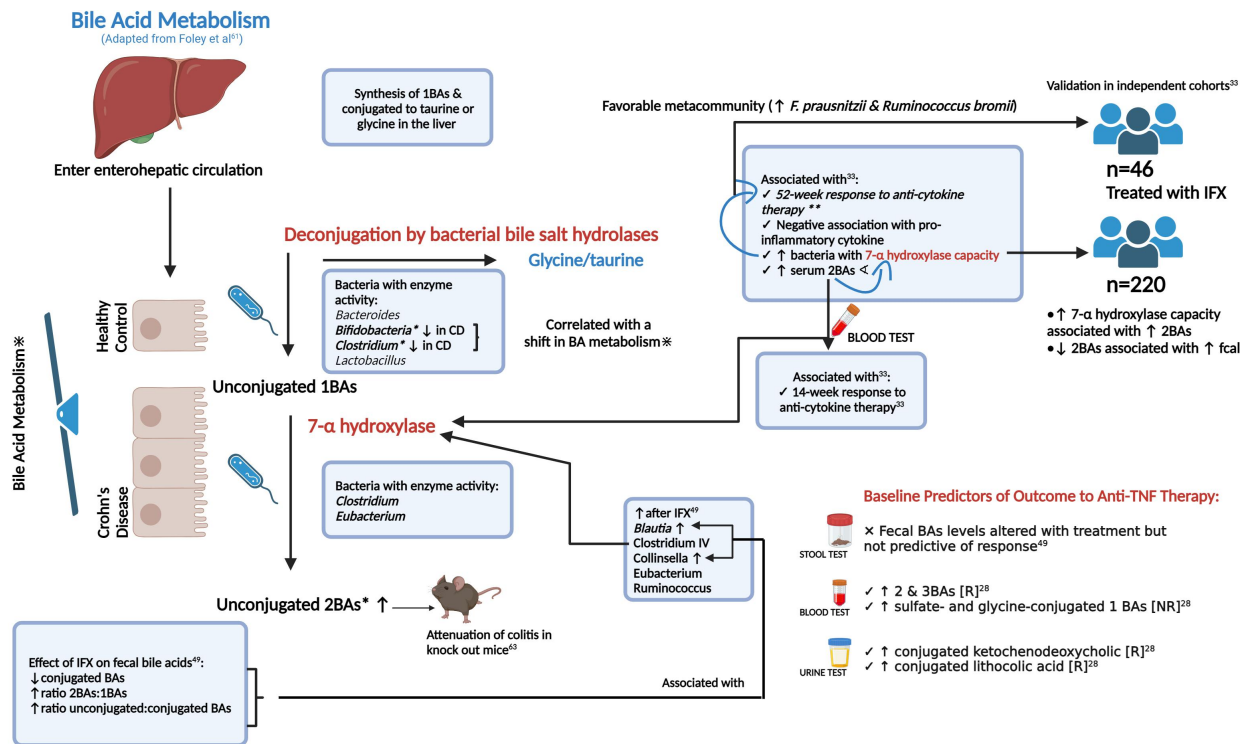 Bile Acid Metabolism
(Adapted from Foley et al⁶¹)
Synthesis of 1BAs &
conjugated to taurine or
glycine in the liver
Enter enterohepatic circulation
Deconjugation by bacterial bile salt hydrolases
Glycine/taurine
Bacteria with enzyme
activity:
Bacteroides
Bifidobacteria* ↓ in CD
Clostridium* ↓ in CD
Lactobacillus
Correlated with a
shift in BA metabolism※
Healthy
Control
Bile Acid Metabolism※
Crohn's
Disease
Unconjugated 1BAs
7-α hydroxylase
Bacteria with enzyme activity:
Clostridium
Eubacterium
Unconjugated 2BAs* ↑
Attenuation of colitis in
knock out mice⁶³
Effect of IFX on fecal bile acids⁴⁹:
↓conjugated BAs
↑ratio 2BAs:1BAs
↑ratio unconjugated:conjugated BAs
Associated with
↑after IFX⁴⁹
Blautia ↑
Clostridium IV
Collinsella ↑
Eubacterium
Ruminococcus
Favorable metacommunity (↑ F. prausnitzii & Ruminococcus bromii)
Associated with³³:
✓ 52-week response to anti-cytokine
therapy **
✓ Negative association with pro-
inflammatory cytokine
✓ ↑ bacteria with 7-α hydroxylase capacity
✓ ↑ serum 2BAs ∢
BLOOD TEST
Associated with³³:
✓ 14-week response to
anti-cytokine therapy³³
Validation in independent cohorts³³
n=46
Treated with IFX
n=220
●↑ 7-α hydroxylase capacity
associated with ↑ 2BAs
●↓ 2BAs associated with ↑ fcal
Baseline Predictors of Outcome to Anti-TNF Therapy:
STOOL TEST
× Fecal BAs levels altered with treatment but
not predictive of response⁴⁹
BLOOD TEST
✓ ↑ 2 & 3BAs [R]²⁸
✓ ↑ sulfate- and glycine-conjugated 1 BAs [NR]²⁸
URINE TEST
✓ ↑ conjugated ketochenodeoxycholic [R]²⁸
✓ ↑ conjugated lithocolic acid [R]²⁸